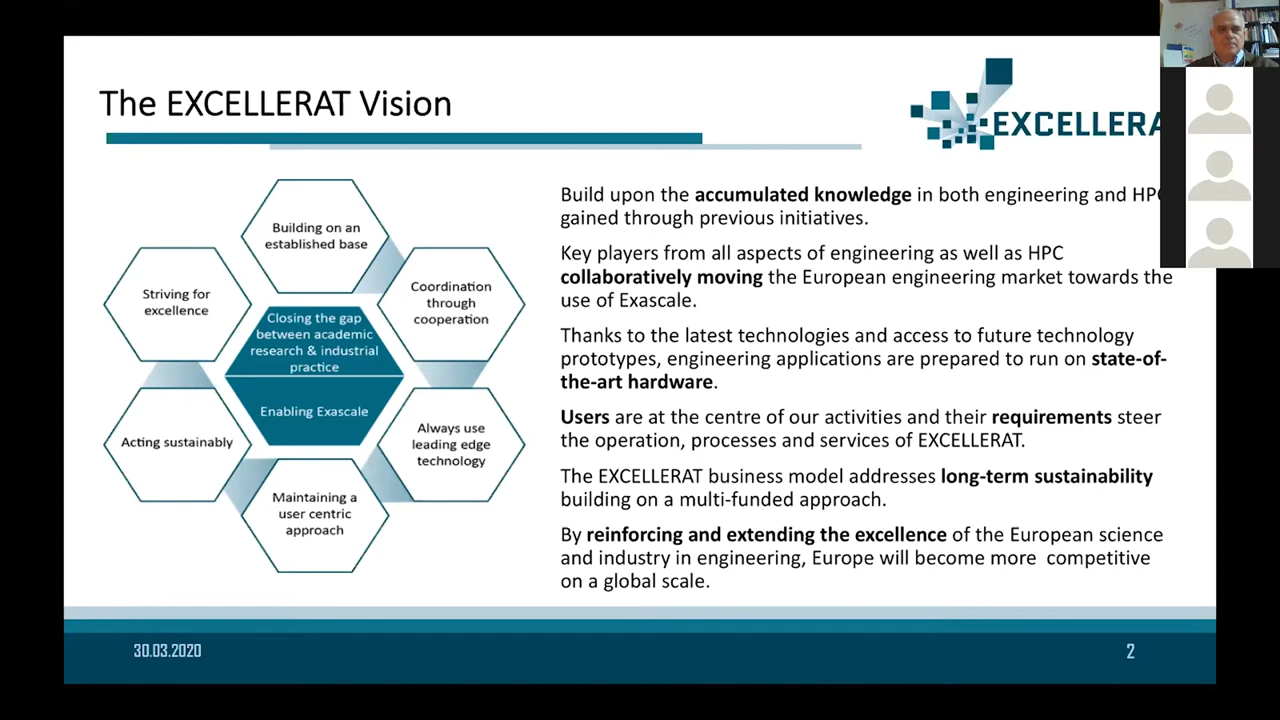 The EXCELLERAT Vision
EXCELLERA
Building on an
established base
Striving for
excellence
Coordination
through
cooperation
Closing the gap
between academic
research & industrial
practice
Enabling Exascale
Acting sustainably
Always use
leading edge
technology
Maintaining a
user centric
approach
Build upon the accumulated knowledge in both engineering and HPC
gained through previous initiatives.
Key players from all aspects of engineering as well as HPC
collaboratively moving the European engineering market towards the
use of Exascale.
Thanks to the latest technologies and access to future technology
prototypes, engineering applications are prepared to run on state-of-
the-art hardware.
Users are at the centre of our activities and their requirements steer
the operation, processes and services of EXCELLERAT.
The EXCELLERAT business model addresses long-term sustainability
building on a multi-funded approach.
By reinforcing and extending the excellence of the European science
and industry in engineering, Europe will become more competitive
on a global scale.
30.03.2020
2